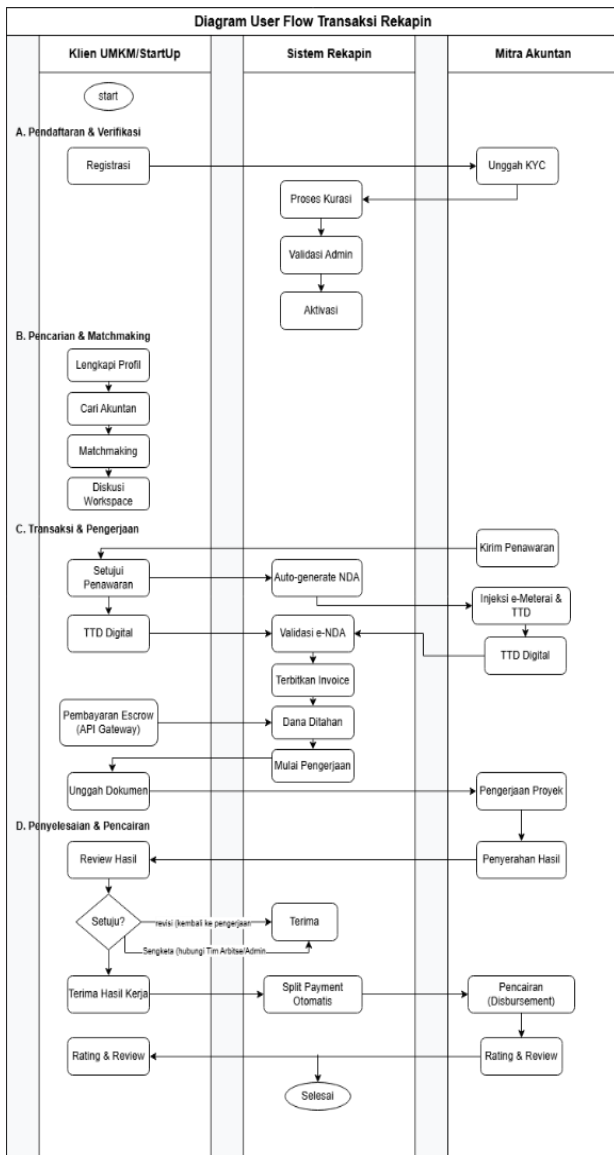 Diagram User Flow Transaksi Rekapin
Klien UMKM/StartUp
Sistem Rekapin
Mitra Akuntan
start
A. Pendaftaran & Verifikasi
Registrasi
Unggah KYC
Proses Kurasi
Validasi Admin
Aktivasi
B. Pencarian & Matchmaking
Lengkapi Profil
Cari Akuntan
Matchmaking
Diskusi
Workspace
C. Transaksi & Pengerjaan
Kirim Penawaran
Setujui
Penawaran
Auto-generate NDA
Injeksi e-Meterai &
TTD
TTD Digital
Validasi e-NDA
TTD Digital
Terbitkan Invoice
Pembayaran Escrow
(API Gateway)
Dana Ditahan
Mulai Pengerjaan
Unggah Dokumen
Pengerjaan Proyek
D. Penyelesaian & Pencairan
Review Hasil
Penyerahan Hasil
Setuju?
revisi (kembali ke pengerjaan
Terima
Sengketa (hubungi Tim Arbitse/Admin
Terima Hasil Kerja
Split Payment
Otomatis
Pencairan
(Disbursement)
Rating & Review
Rating & Review
Selesai